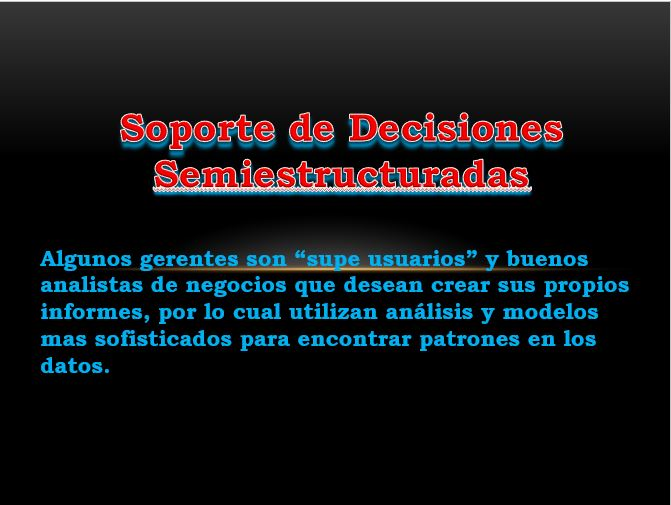 Soporte de Decisiones
Semiestructuradas
Algunos gerentes son “supe usuarios” y buenos
analistas de negocios que desean crear sus propios
informes, por lo cual utilizan análisis y modelos
mas sofisticados para encontrar patrones en los
datos.